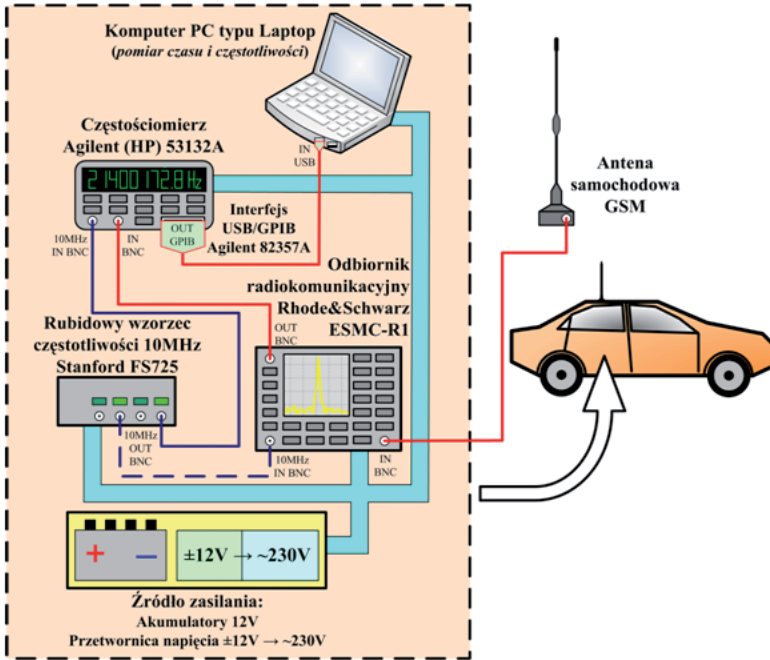 Komputer PC typu Laptop
(pomiar czasu i częstotliwości)
Częstościomierz
Agilent (HP) 53132A
21400172.8 Hz
IN
USB
10MHz
IN BNC
IN
BNC
OUT
GPIB
Interfejs
USB/GPIB
Agilent 82357A
Antena
samochodowa
GSM
Odbiornik
radiokomunikacyjny
Rhode&Schwarz
ESMC-R1
OUT
BNC
Rubidowy wzorzec
częstotliwości 10MHz
Stanford FS725
10MHz
OUT
BNC
10MHz
IN BNC
IN
BNC
+ −
±12V → ~230V
Źródło zasilania:
Akumulatory 12V
Przetwornica napięcia ±12V → ~230V